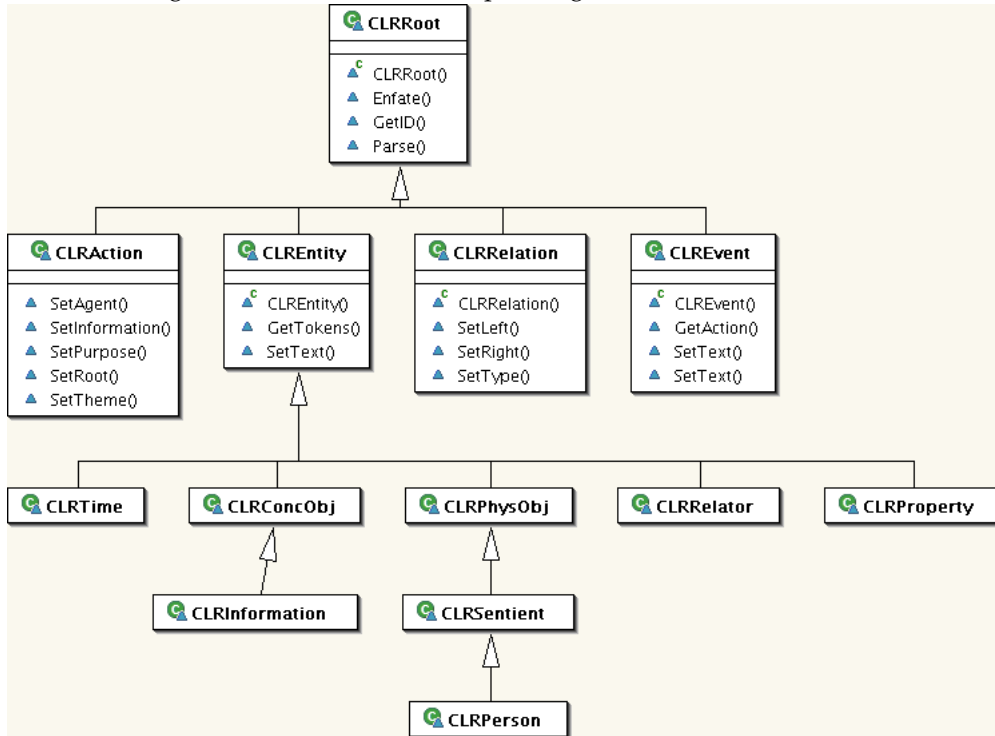 CLRRoot
CLRRoot()
Enfate()
GetID()
Parse()
CLRAction
SetAgent()
SetInformation()
SetPurpose()
SetRoot()
SetTheme()
CLREntity
CLREntity()
GetTokens()
SetText()
CLRRelation
CLRRelation()
SetLeft()
SetRight()
SetType()
CLREvent
CLREvent()
GetAction()
SetText()
SetText()
CLRTime
CLRConcObj
CLRPhysObj
CLRRelator
CLRProperty
CLRInformation
CLRSentient
CLRPerson